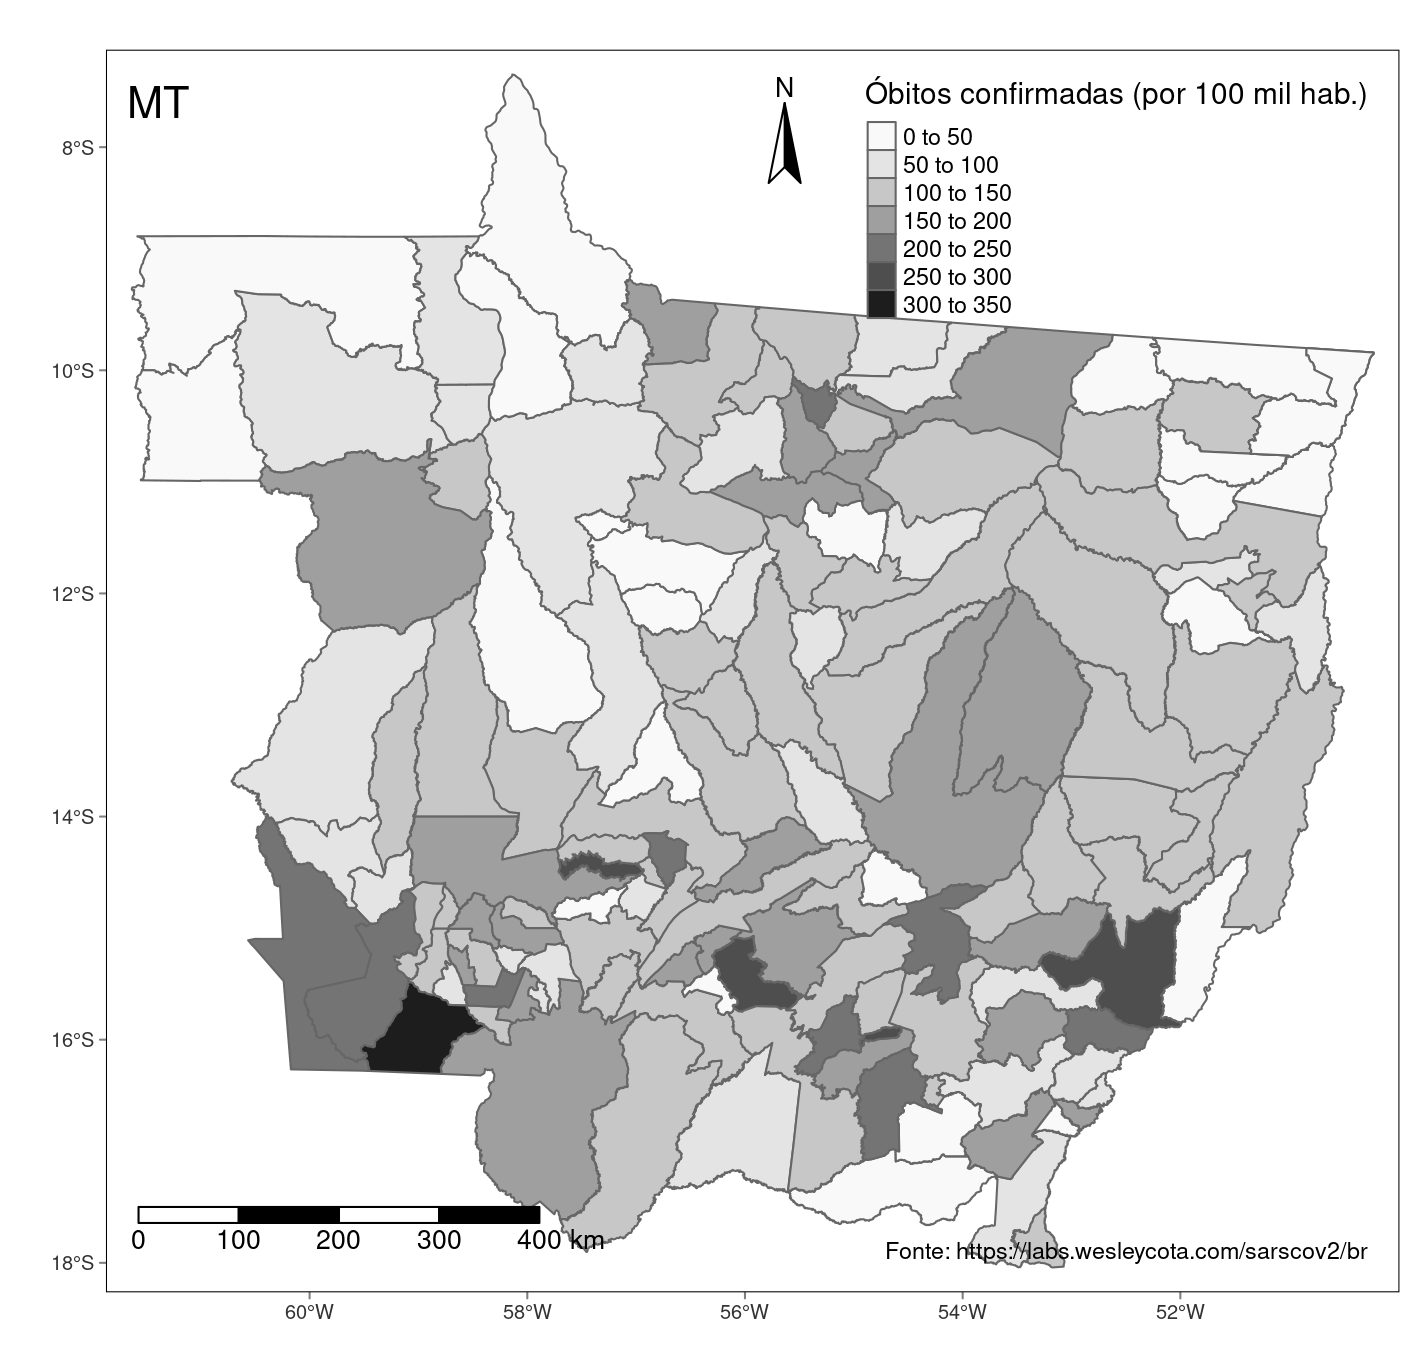 MT
N
Óbitos confirmadas (por 100 mil hab.)
0 to 50
50 to 100
100 to 150
150 to 200
200 to 250
250 to 300
300 to 350
8°S
10°S
12°S
14°S
16°S
18°S
0 100 200 300 400 km
Fonte: https://labs.wesleycota.com/sarscov2/br
60°W 58°W 56°W 54°W 52°W